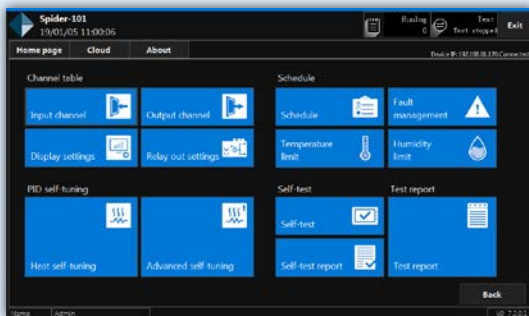 Spider-101
19/01/05 11:00:06
Runlog
0
Test
Test stopped
Exit
Home page
Cloud
About
Channel table
Schedule
Input channel
Output channel
Schedule
Fault management
Display settings
Relay out settings
Temperature limit
Humidity limit
PID self-tuning
Self-test
Test report
Heat self-tuning
Advanced self-tuning
Self-test
Self-test report
Test report
Back
Name
Admin